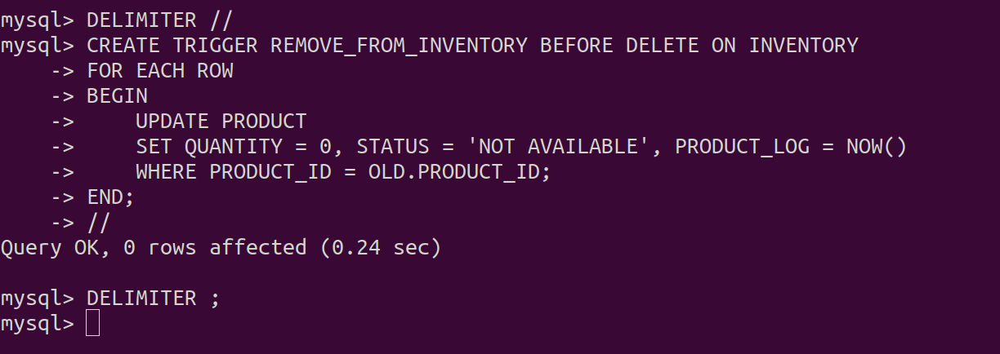 mysql> DELIMITER //
mysql> CREATE TRIGGER REMOVE_FROM_INVENTORY BEFORE DELETE ON INVENTORY
    -> FOR EACH ROW
    -> BEGIN
    ->     UPDATE PRODUCT
    ->     SET QUANTITY = 0, STATUS = 'NOT AVAILABLE', PRODUCT_LOG = NOW()
    ->     WHERE PRODUCT_ID = OLD.PRODUCT_ID;
    -> END;
    -> //
Query OK, 0 rows affected (0.24 sec)

mysql> DELIMITER ;
mysql>